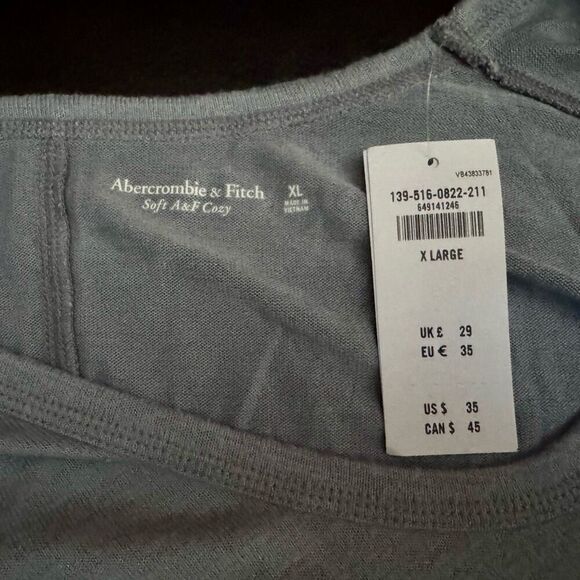 Abercrombie & Fitch
Soft A&F Cozy
XL
MADE IN
VIETNAM
VB43833781
139-516-0822-211
649141246
X LARGE
UK £ 29
EU € 35
US $ 35
CAN $ 45